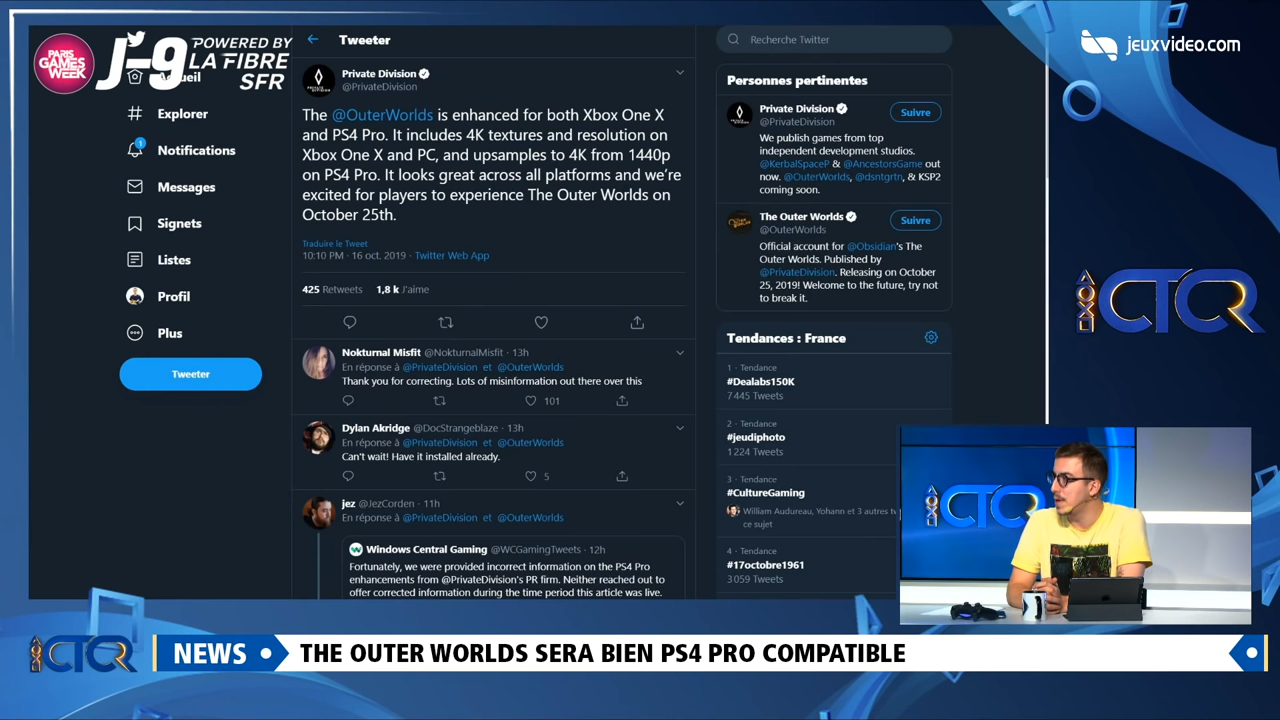 PARIS GAMES WEEK
J-9
POWERED BY
LA FIBRE
SFR
jeuxvideo.com
Tweeter
Recherche Twitter
Accueil
Explorer
1
Notifications
Messages
Signets
Listes
Profil
Plus
Tweeter
Private Division
@PrivateDivision
The @OuterWorlds is enhanced for both Xbox One X
and PS4 Pro. It includes 4K textures and resolution on
Xbox One X and PC, and upsamples to 4K from 1440p
on PS4 Pro. It looks great across all platforms and we're
excited for players to experience The Outer Worlds on
October 25th.
Traduire le Tweet
10:10 PM · 16 oct. 2019 · Twitter Web App
425 Retweets 1,8 k J'aime
Nokturnal Misfit @NokturnalMisfit · 13h
En réponse à @PrivateDivision et @OuterWorlds
Thank you for correcting. Lots of misinformation out there over this
101
Dylan Akridge @DocStrangeblaze · 13h
En réponse à @PrivateDivision et @OuterWorlds
Can't wait! Have it installed already.
5
jez @JezCorden · 11h
En réponse à @PrivateDivision et @OuterWorlds
Windows Central Gaming @WCGamingTweets · 12h
Fortunately, we were provided incorrect information on the PS4 Pro
enhancements from @PrivateDivision's PR firm. Neither reached out to
offer corrected information during the time period this article was live.
Personnes pertinentes
Private Division
@PrivateDivision
Suivre
We publish games from top
independent development studios.
@KerbalSpaceP & @AncestorsGame out
now. @OuterWorlds, @dsntgrtn, & KSP2
coming soon.
The Outer Worlds
@OuterWorlds
Suivre
Official account for @Obsidian's The
Outer Worlds. Published by
@PrivateDivision. Releasing on October
25, 2019! Welcome to the future, try not
to break it.
Tendances : France
1 · Tendance
#Dealabs150K
7 445 Tweets
2 · Tendance
#jeudiphoto
1 224 Tweets
3 · Tendance
#CultureGaming
William Audureau, Yohann et 3 autres
ce sujet
4 · Tendance
#17octobre1961
3 059 Tweets
CTCR
CTCR
CTCR
NEWS
THE OUTER WORLDS SERA BIEN PS4 PRO COMPATIBLE